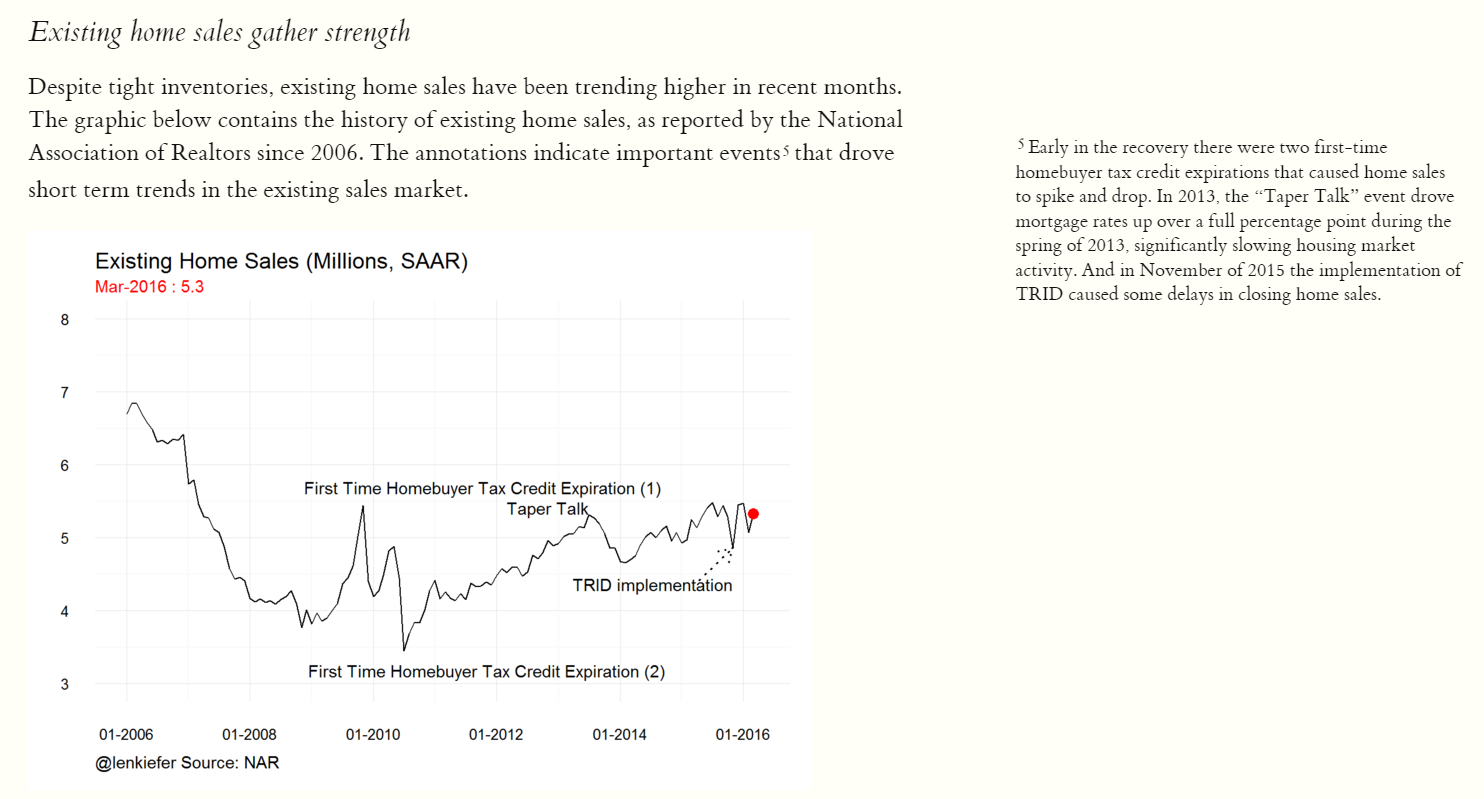 Existing home sales gather strength
Despite tight inventories, existing home sales have been trending higher in recent months.
The graphic below contains the history of existing home sales, as reported by the National
Association of Realtors since 2006. The annotations indicate important events5 that drove
short term trends in the existing sales market.
5 Early in the recovery there were two first-time
homebuyer tax credit expirations that caused home sales
to spike and drop. In 2013, the “Taper Talk” event drove
mortgage rates up over a full percentage point during the
spring of 2013, significantly slowing housing market
activity. And in November of 2015 the implementation of
TRID caused some delays in closing home sales.
Existing Home Sales (Millions, SAAR)
Mar-2016 : 5.3
8
7
6
5
4
3
First Time Homebuyer Tax Credit Expiration (1)
Taper Talk
TRID implementation
First Time Homebuyer Tax Credit Expiration (2)
01-2006 01-2008 01-2010 01-2012 01-2014 01-2016
@lenkiefer Source: NAR